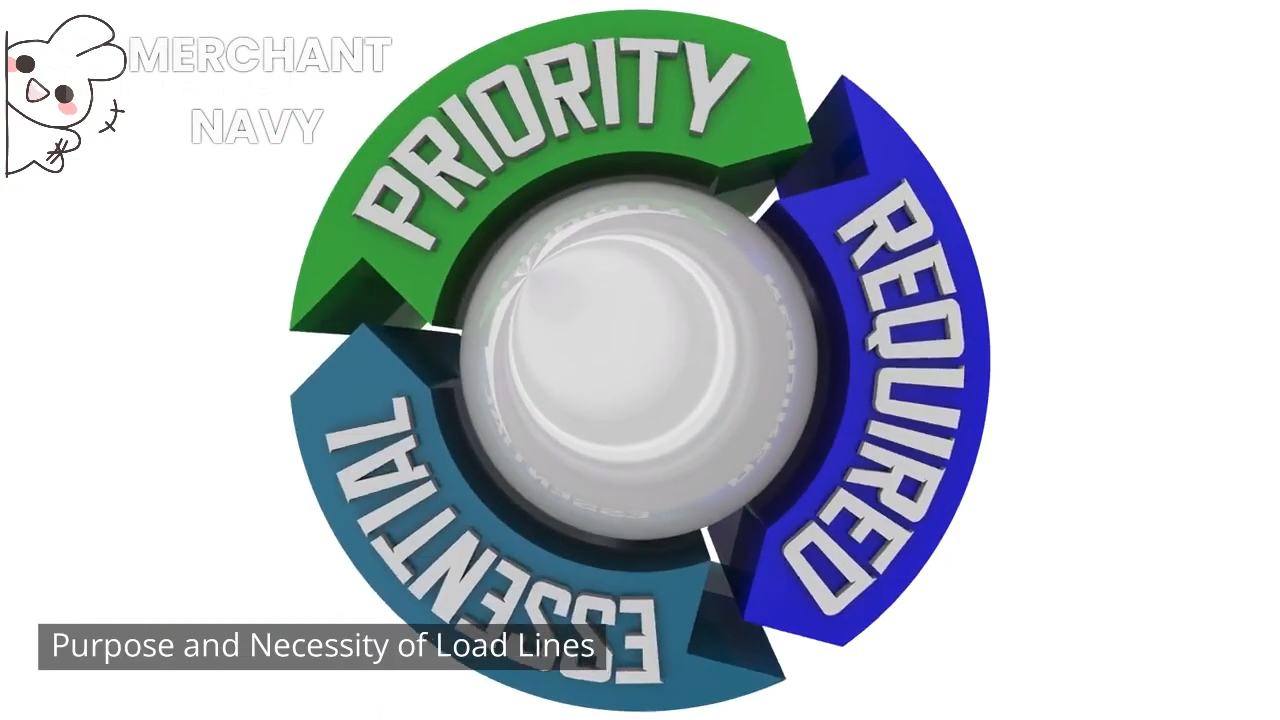 MERCHANT
NAVY
PRIORITY
REQUIRED
ESSENTIAL
Purpose and Necessity of Load Lines